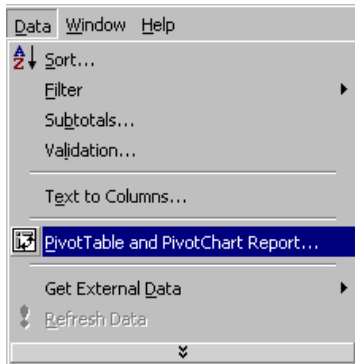 Data Window Help
Sort...
Filter
Subtotals...
Validation...
Text to Columns...
PivotTable and PivotChart Report...
Get External Data
Refresh Data